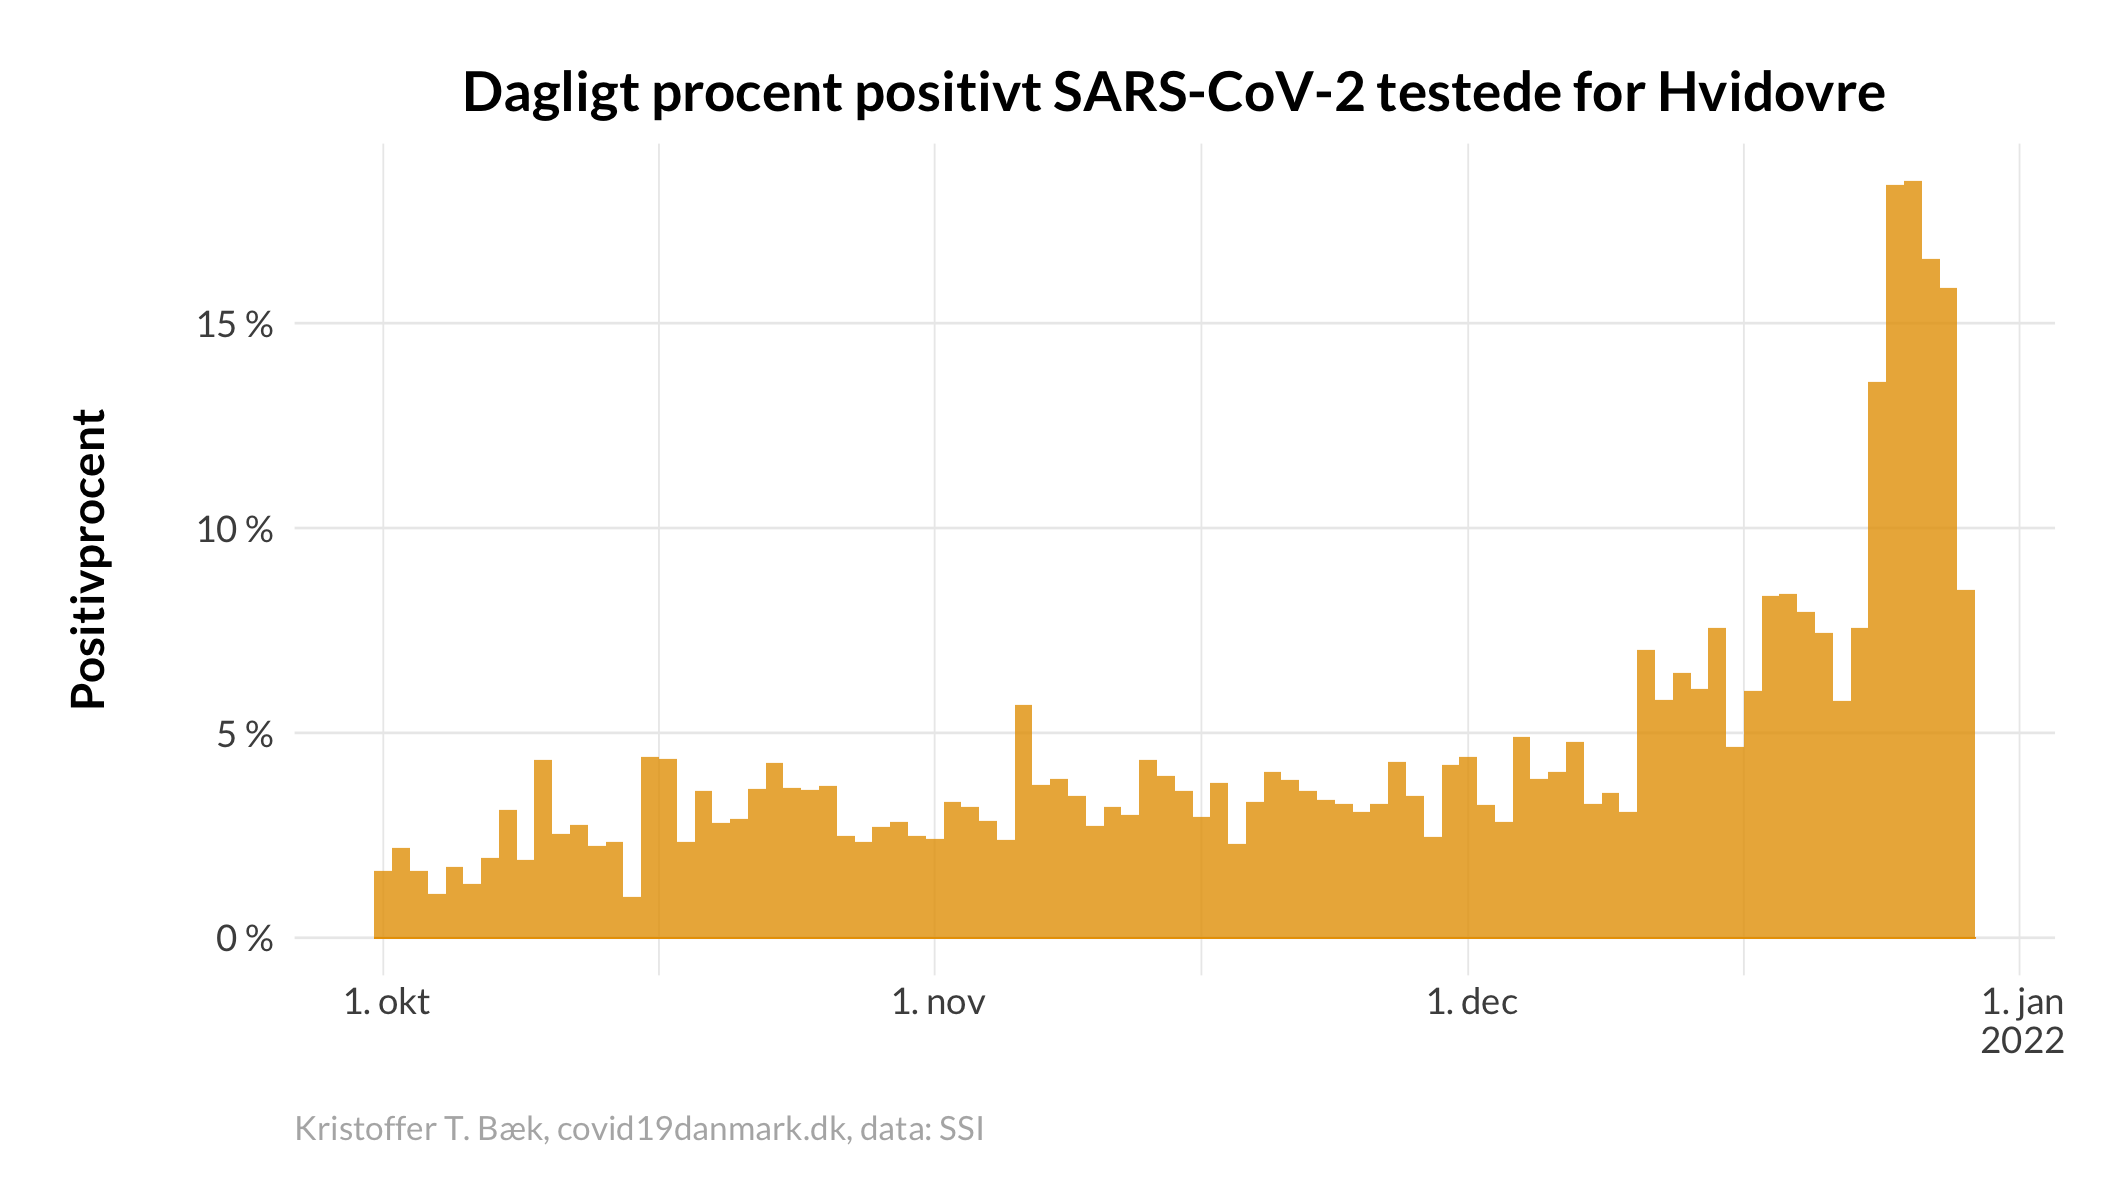 Dagligt procent positivt SARS-CoV-2 testede for Hvidovre
Positivprocent
15 %
10 %
5 %
0 %
1. okt
1. nov
1. dec
1. jan
2022
Kristoffer T. Bæk, covid19danmark.dk, data: SSI